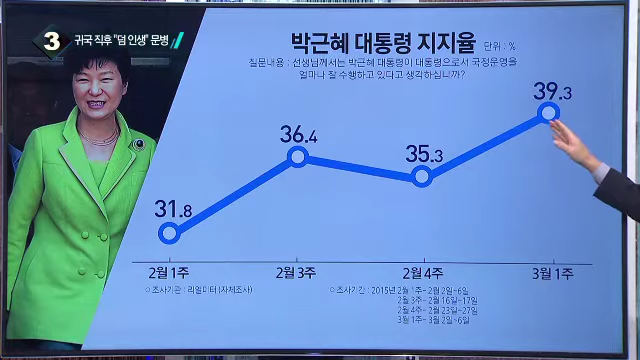 3 귀국 직후 "덤 인생" 문병
박근혜 대통령 지지율 단위 : %
질문내용 : 선생님께서는 박근혜 대통령이 대통령으로서 국정운영을
얼마나 잘 수행하고 있다고 생각하십니까?
39.3
36.4
35.3
31.8
2월 1주 2월 3주 2월 4주 3월 1주
○ 조사기관 : 리얼미터 (자체조사) ○ 조사기간 : 2015년 2월 1주- 2월 2일~6일
2월 3주- 2월 16일~17일
2월 4주- 2월 23일~27일
3월 1주- 3월 2일~6일